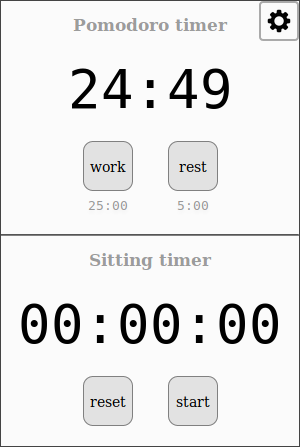 Pomodoro timer
24:49
work rest
25:00 5:00
Sitting timer
00:00:00
reset start